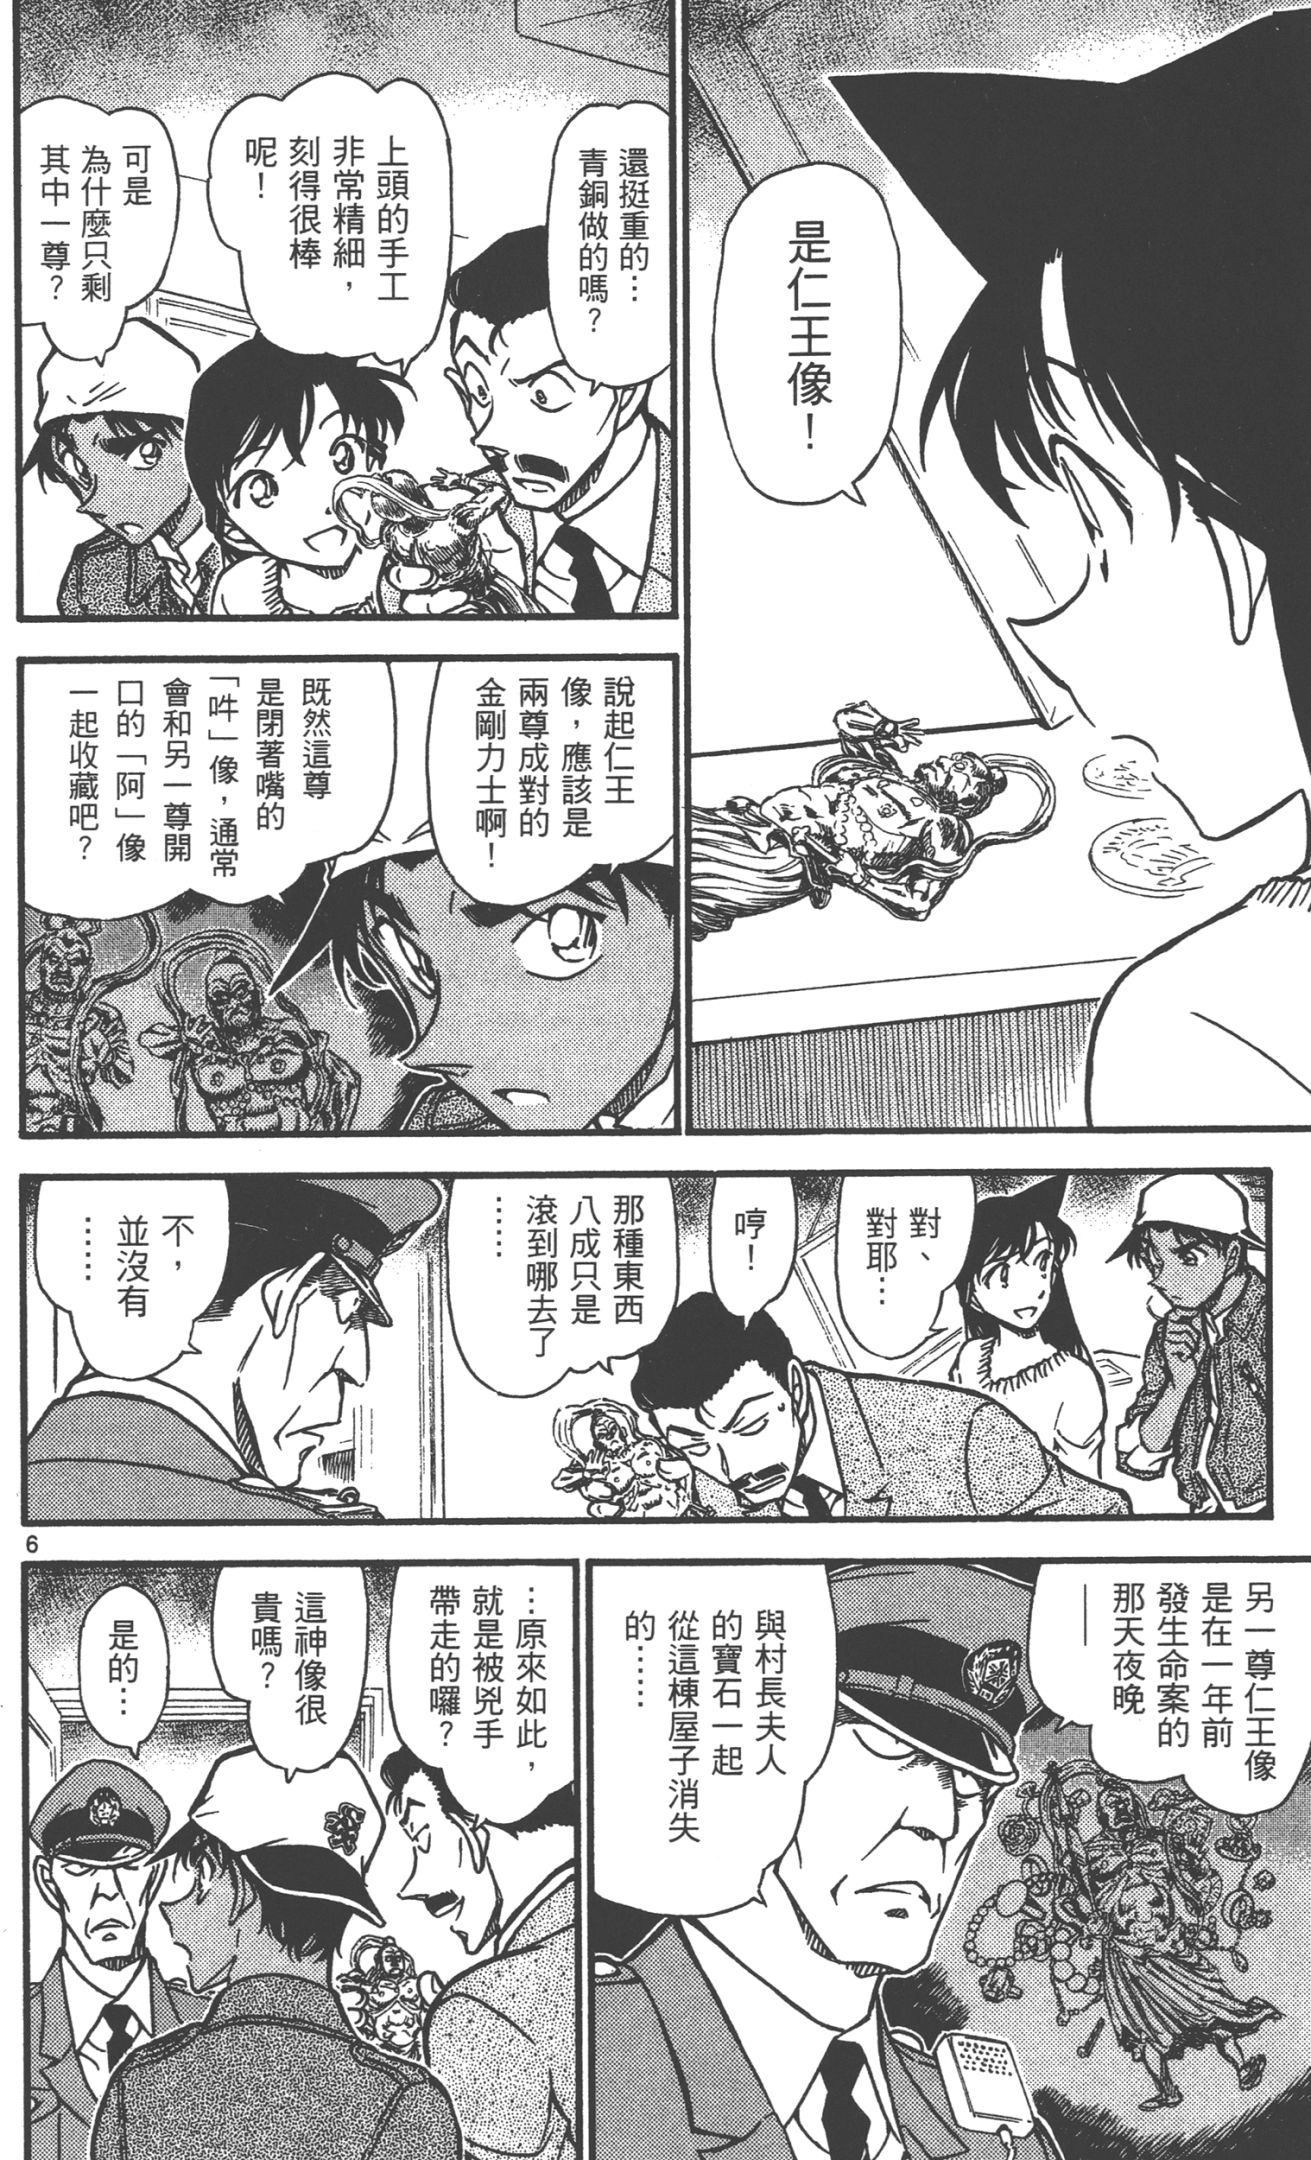 是仁王像！
還挺重的…
青銅做的嗎？
上頭的手工
非常精細，
刻得很棒
呢！
可是
為什麼只剩
其中一尊？
說起仁王
像，應該是
兩尊成對的
金剛力士啊！
既然這尊
是閉著嘴的
「吽」像，通常
會和另一尊開
口的「阿」像
一起收藏吧？
對、
對耶…
哼！
那種東西
八成只是
滾到哪去了
……
不，
並沒有
……
6
另一尊仁王像
是在一年前
發生命案的
那天夜晚
——
與村長夫人
的寶石一起
從這棟屋子消失
的……
…原來如此，
就是被兇手
帶走的囉？
這神像很
貴嗎？
是的…